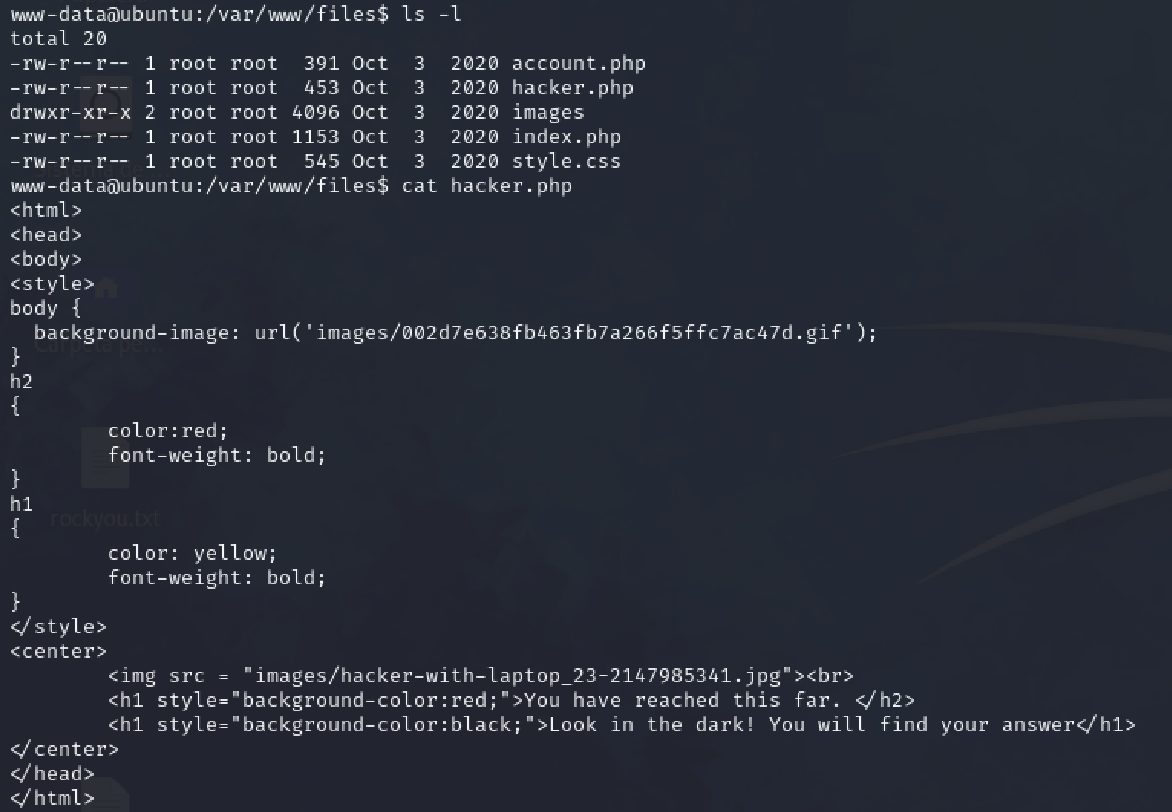 www-data@ubuntu:/var/www/files$ ls -l
total 20
-rw-r--r-- 1 root root  391 Oct  3  2020 account.php
-rw-r--r-- 1 root root  453 Oct  3  2020 hacker.php
drwxr-xr-x 2 root root 4096 Oct  3  2020 images
-rw-r--r-- 1 root root 1153 Oct  3  2020 index.php
-rw-r--r-- 1 root root  545 Oct  3  2020 style.css
www-data@ubuntu:/var/www/files$ cat hacker.php
<html>
<head>
<body>
<style>
body {
  background-image: url('images/002d7e638fb463fb7a266f5ffc7ac47d.gif');
}
h2
{
        color:red;
        font-weight: bold;
}
h1
{
        color: yellow;
        font-weight: bold;
}
</style>
<center>
        <img src = "images/hacker-with-laptop_23-2147985341.jpg"><br>
        <h1 style="background-color:red;">You have reached this far. </h2>
        <h1 style="background-color:black;">Look in the dark! You will find your answer</h1>
</center>
</head>
</html>
rockyou.txt